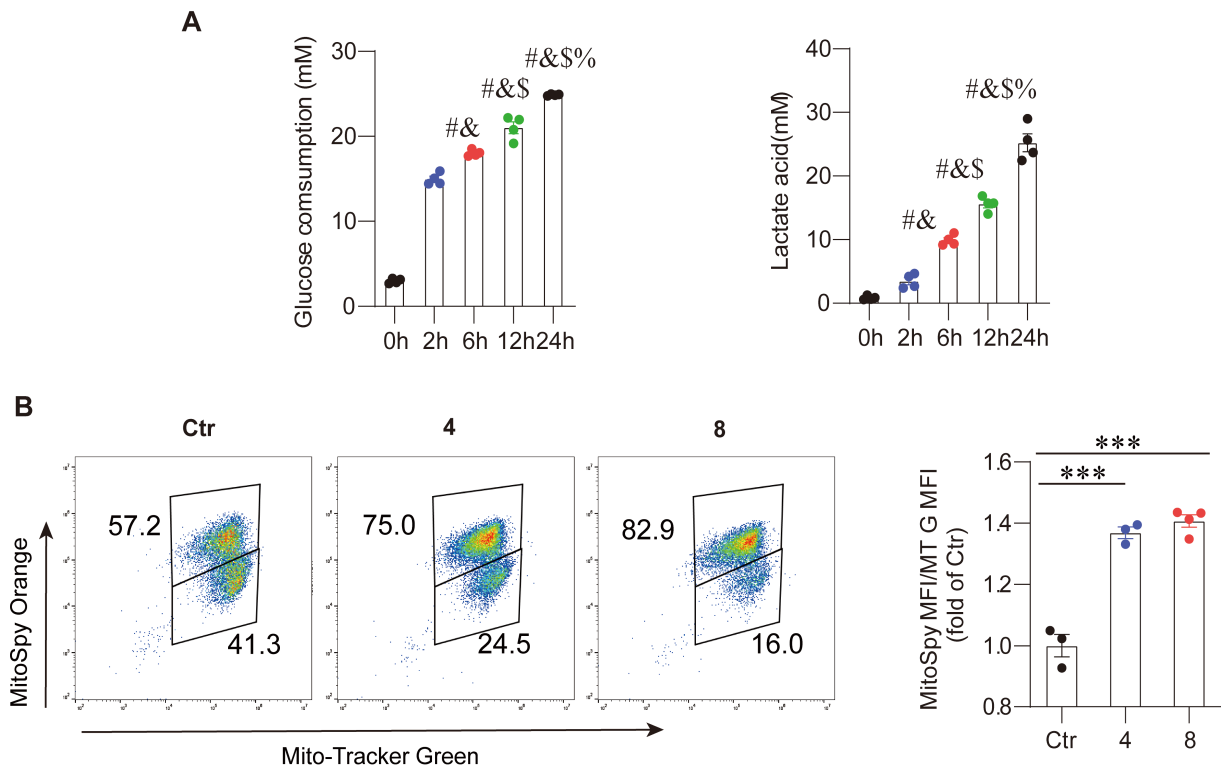 A
Glucose comsumption (mM)
30
20
10
0
#&
#&$
#&$%
0h 2h 6h 12h 24h
Lactate acid(mM)
40
30
20
10
0
#&
#&$
#&$%
0h 2h 6h 12h 24h
B
Ctr 4 8
MitoSpy Orange
57.2
41.3
75.0
24.5
82.9
16.0
Mito-Tracker Green
MitoSpy MFI/MT G MFI
(fold of Ctr)
1.6
1.4
1.2
1.0
0.8
***
***
Ctr 4 8